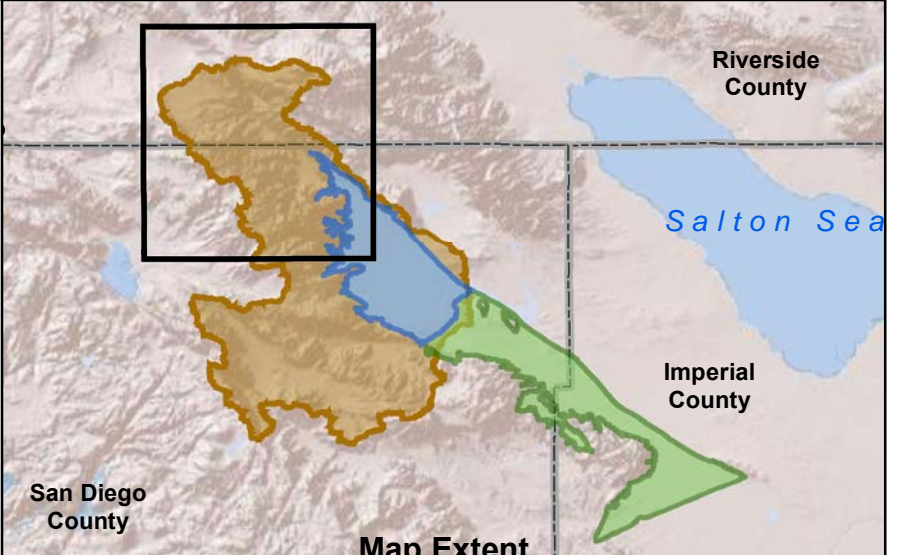 Riverside
County
Salton Sea
Imperial
County
San Diego
County
Map Extent